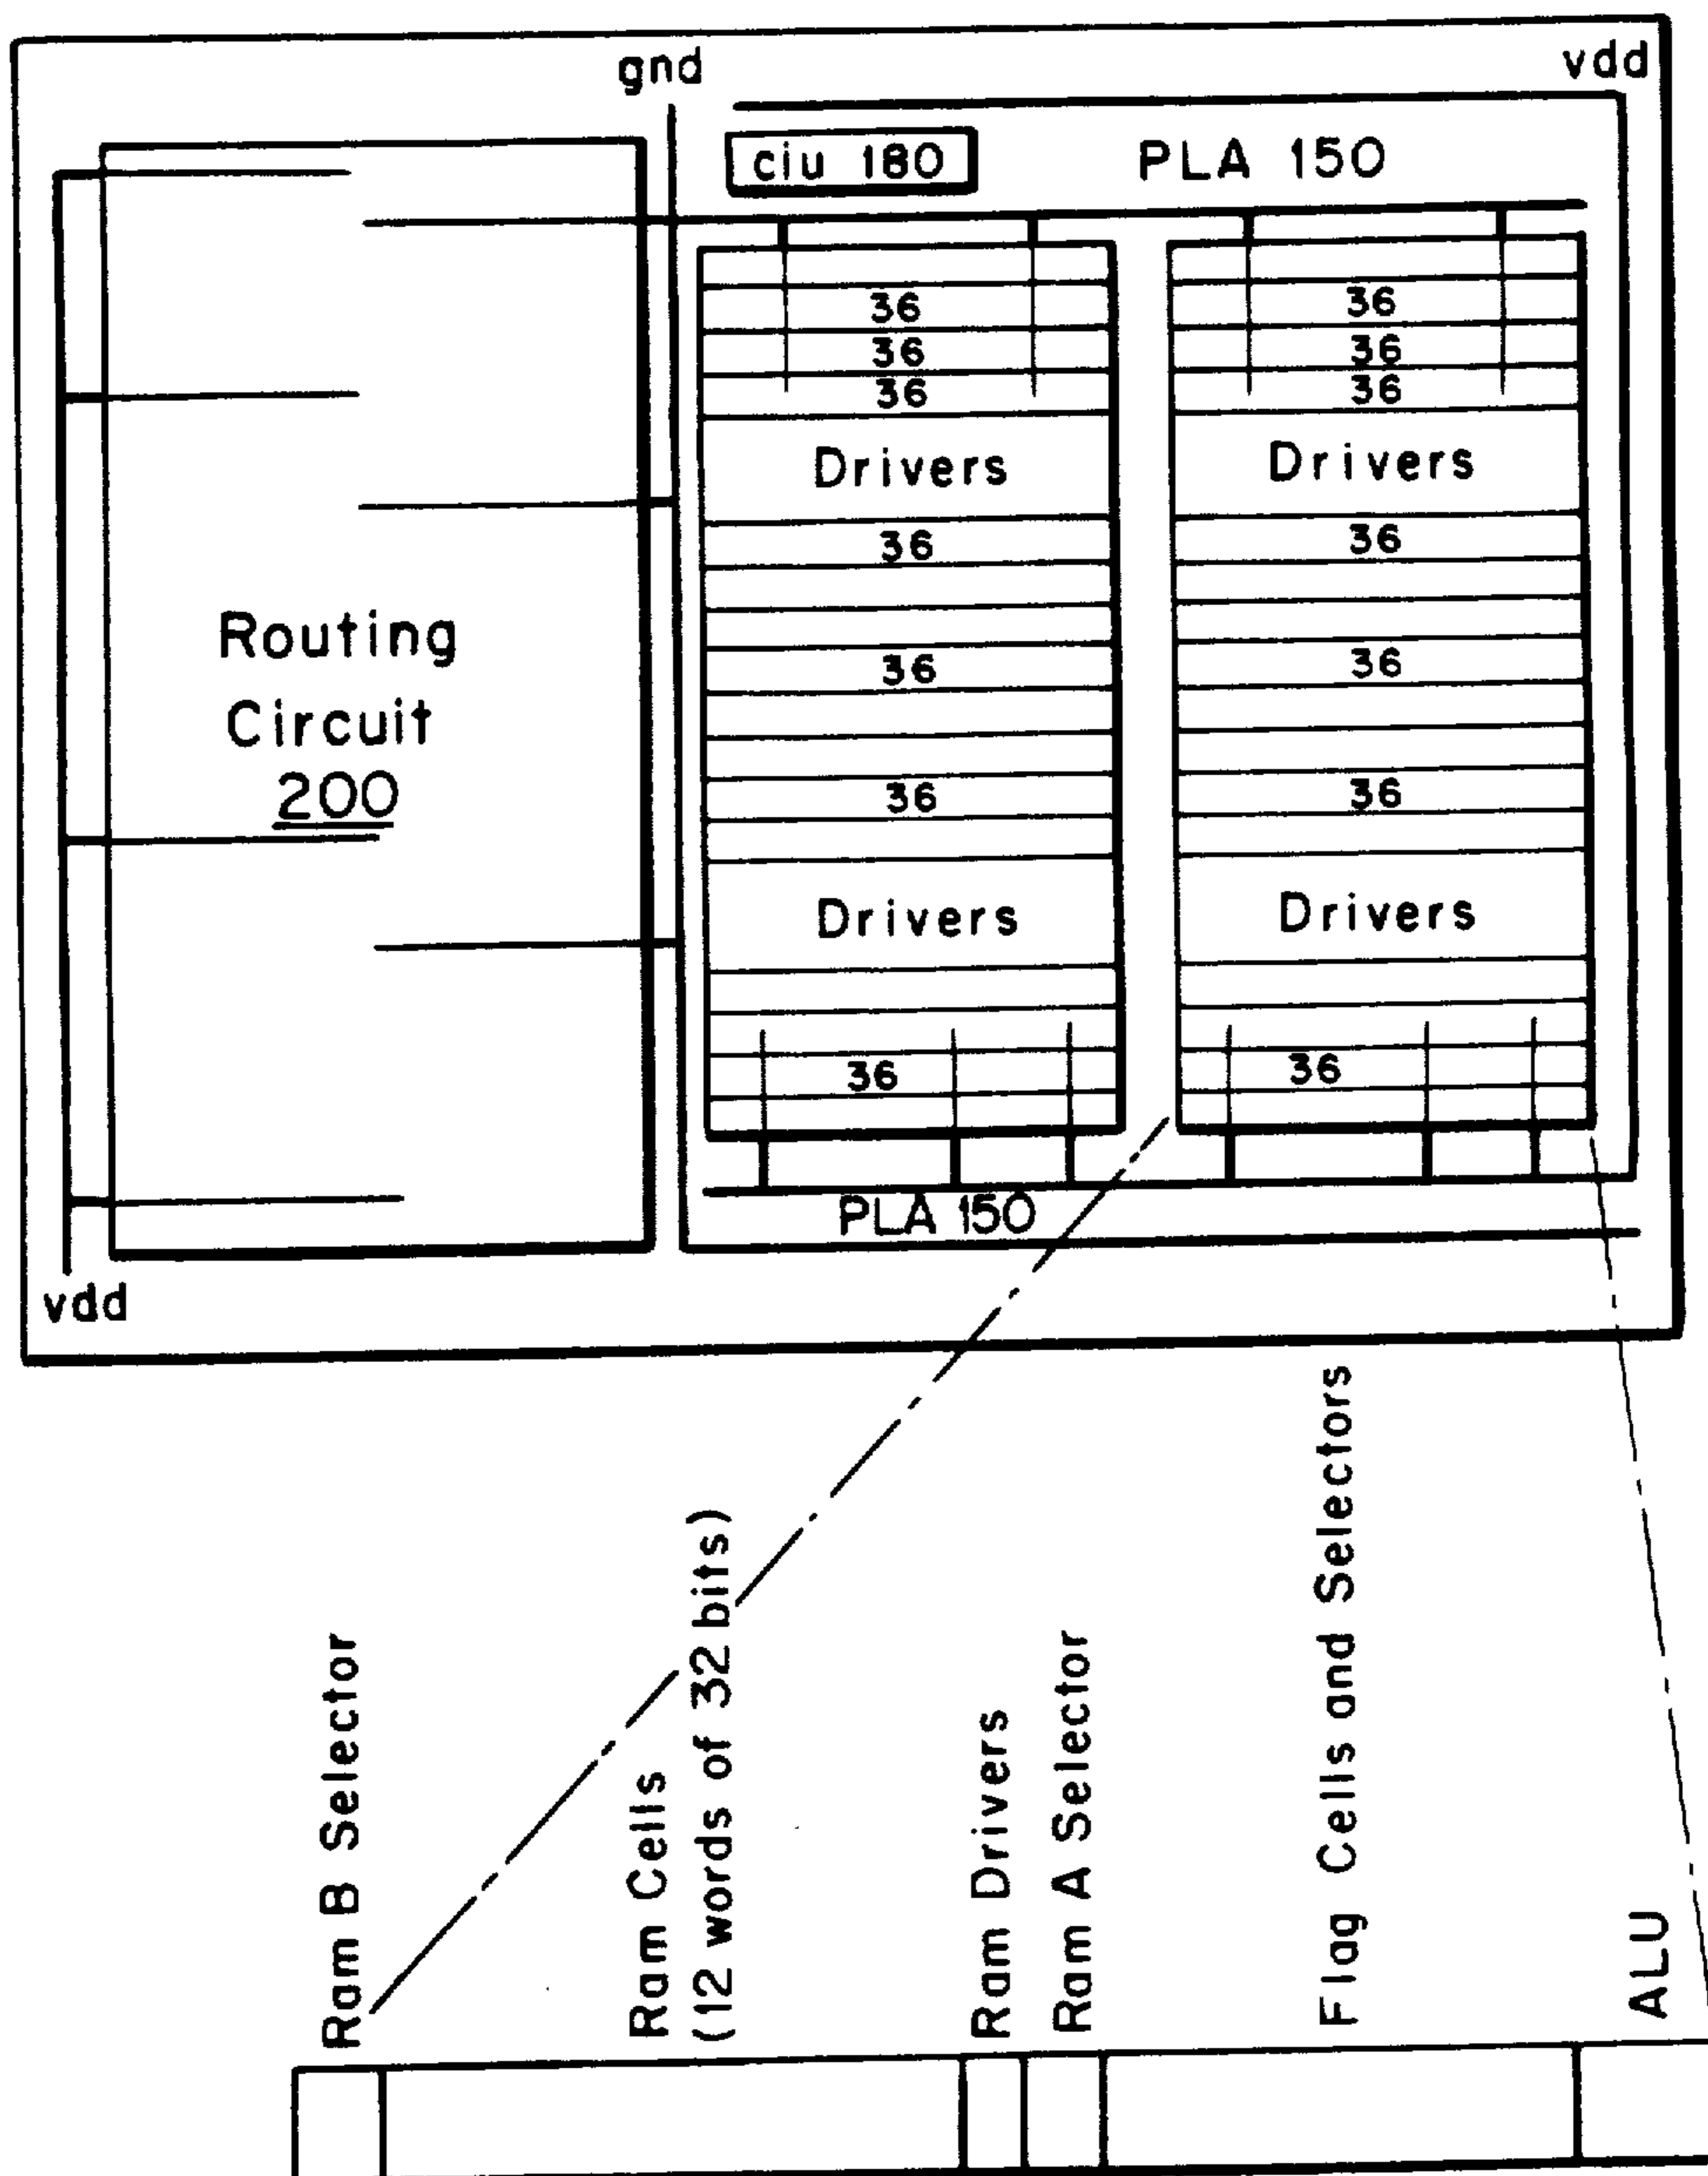 gnd
vdd
ciu 180
PLA 150
36
36
36
36
36
36
Drivers
Drivers
36
36
36
36
36
36
Routing
Circuit
200
Drivers
Drivers
36
36
PLA 150
vdd
Ram B Selector
Ram Cells
(12 words of 32 bits)
Ram Drivers
Ram A Selector
Flag Cells and Selectors
ALU